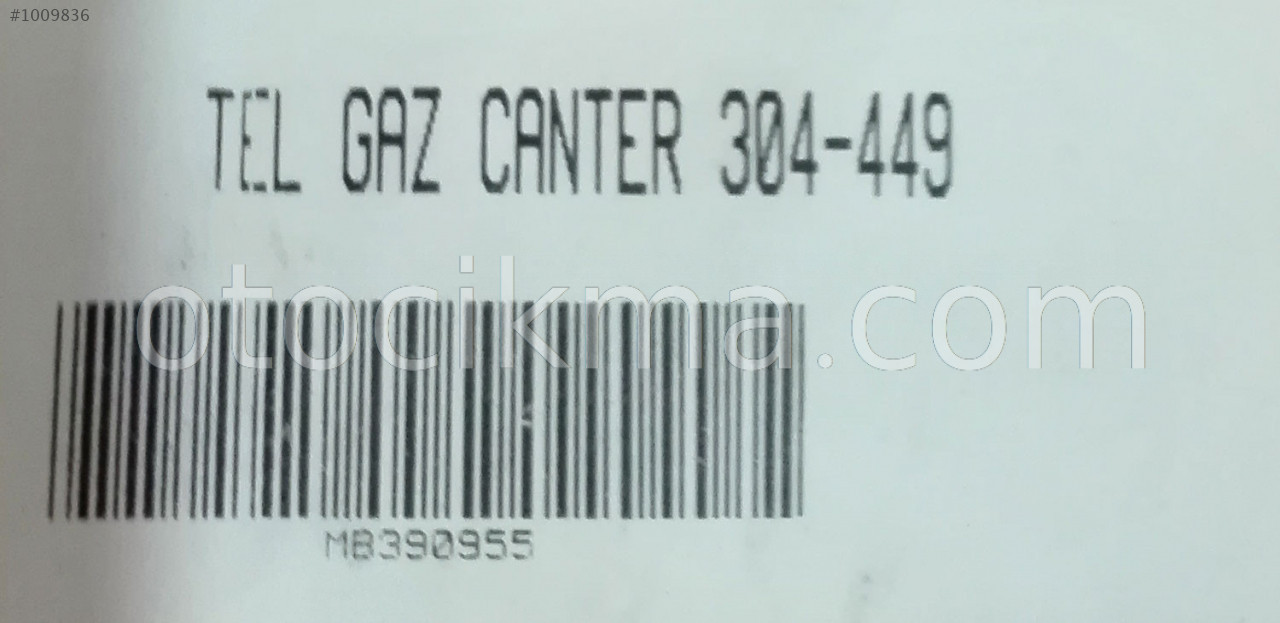 #1009836
TEL GAZ CANTER 304-449
otocikma.com
MB390955